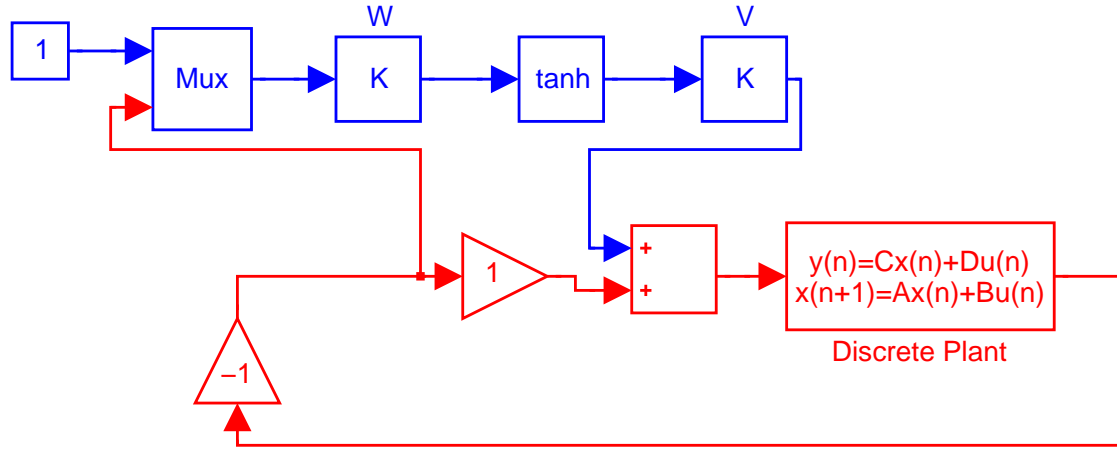 W
V
1
Mux
K
tanh
K
+
1
+
y(n)=Cx(n)+Du(n)
x(n+1)=Ax(n)+Bu(n)
Discrete Plant
–1